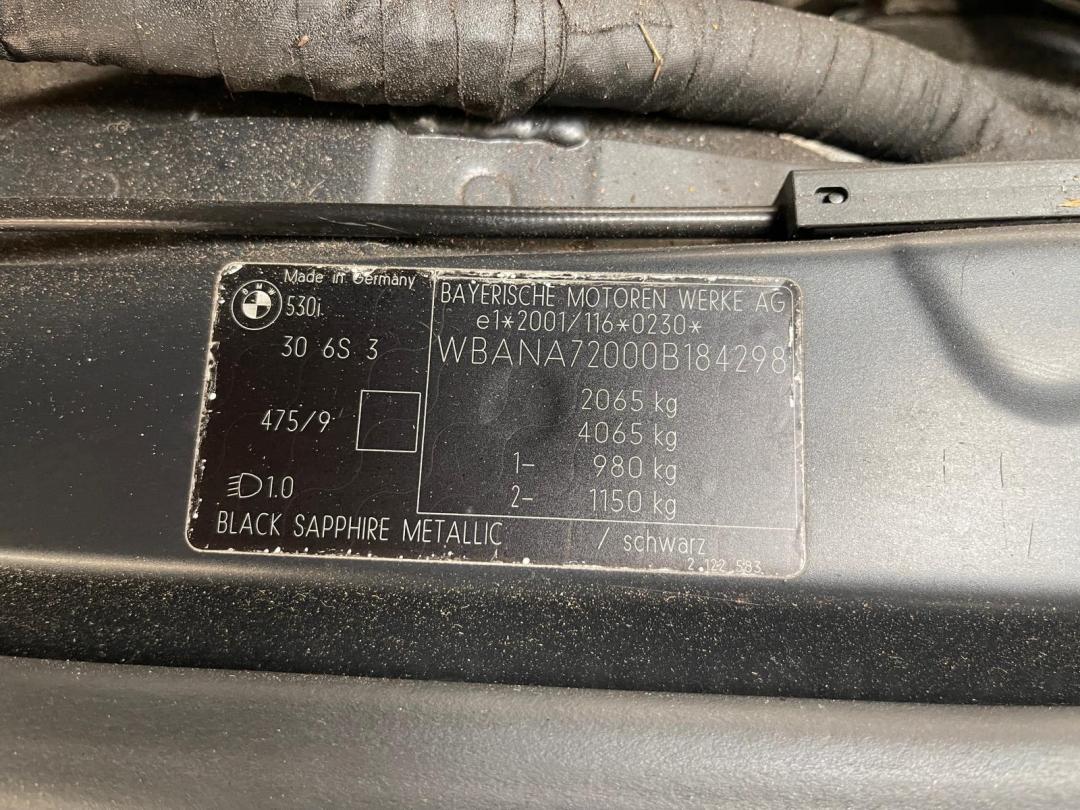 Made in Germany
BMW
530i
30 6S 3
475/9
1.0
BLACK SAPPHIRE METALLIC / schwarz
BAYERISCHE MOTOREN WERKE AG
e1*2001/116*0230*
WBANA72000B184298
2065 kg
4065 kg
1- 980 kg
2- 1150 kg
2 122 583